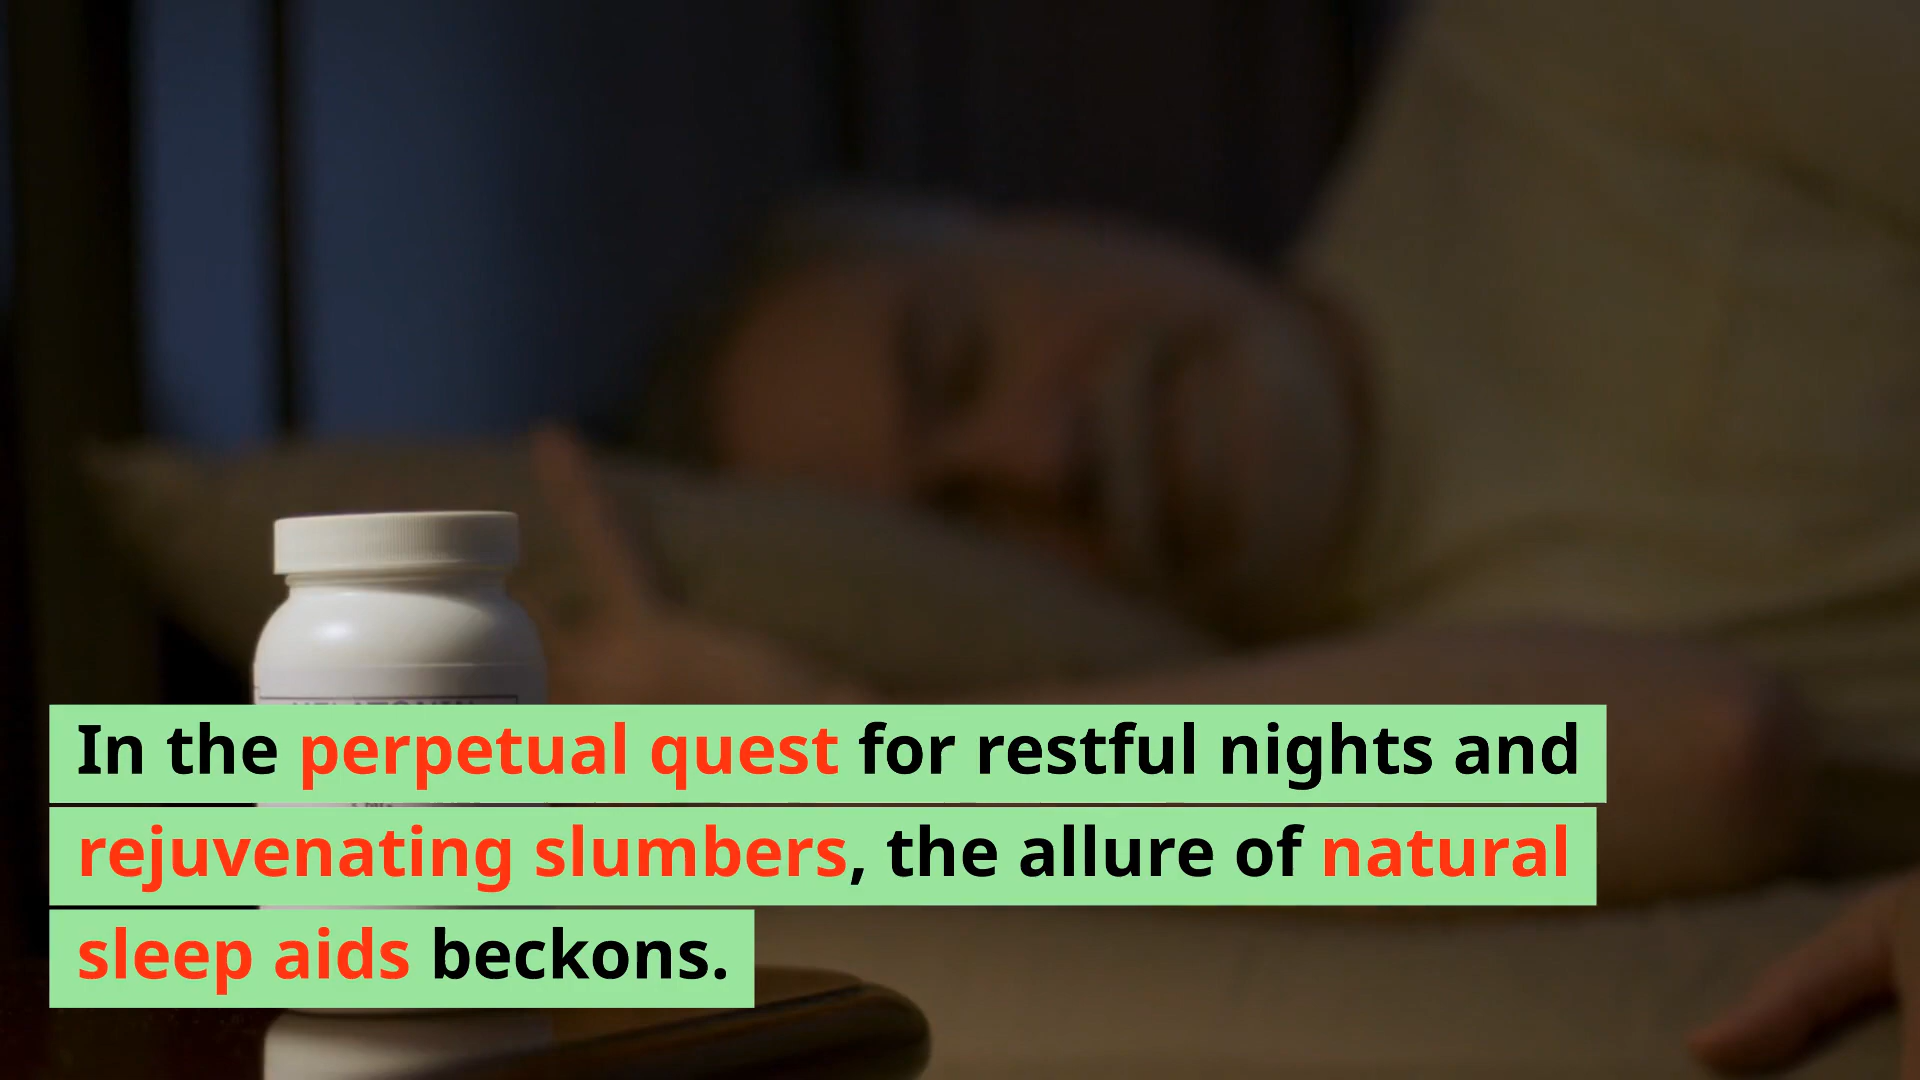 In the perpetual quest for restful nights and
rejuvenating slumbers, the allure of natural
sleep aids beckons.